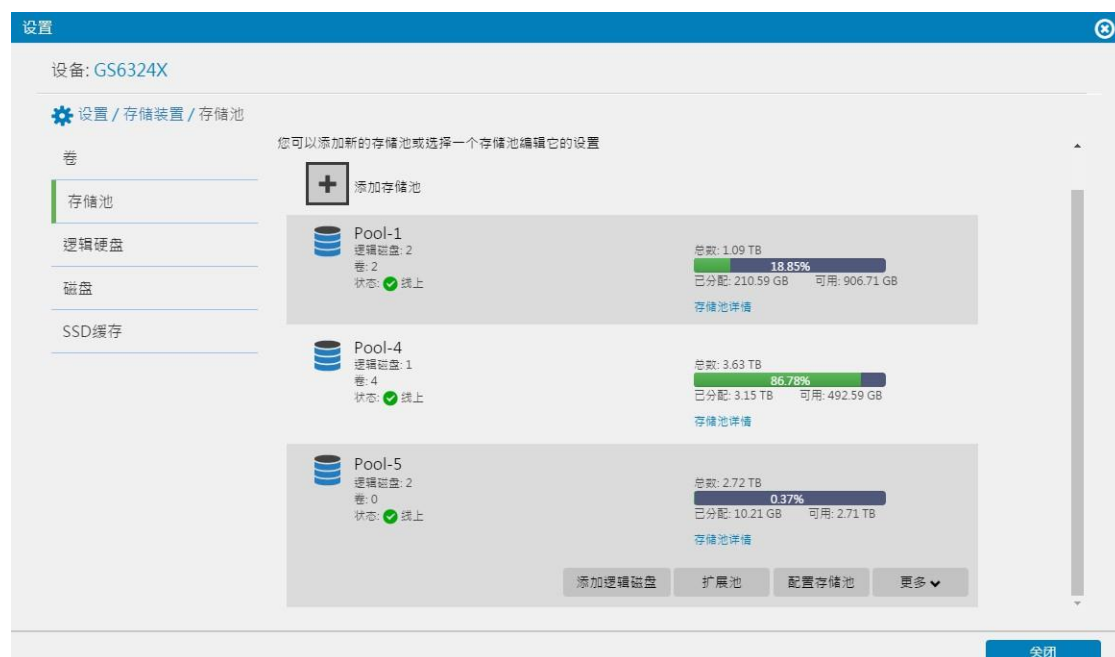 设置
设备: GS6324X
设置 / 存储装置 / 存储池
卷
存储池
逻辑硬盘
磁盘
SSD缓存
您可以添加新的存储池或选择一个存储池编辑它的设置
添加存储池
Pool-1
逻辑磁盘: 2
卷: 2
状态: 线上
总数: 1.09 TB
18.85%
已分配: 210.59 GB 可用: 906.71 GB
存储池详情
Pool-4
逻辑磁盘: 1
卷: 4
状态: 线上
总数: 3.63 TB
86.78%
已分配: 3.15 TB 可用: 492.59 GB
存储池详情
Pool-5
逻辑磁盘: 2
卷: 0
状态: 线上
总数: 2.72 TB
0.37%
已分配: 10.21 GB 可用: 2.71 TB
存储池详情
添加逻辑磁盘 扩展池 配置存储池 更多
关闭